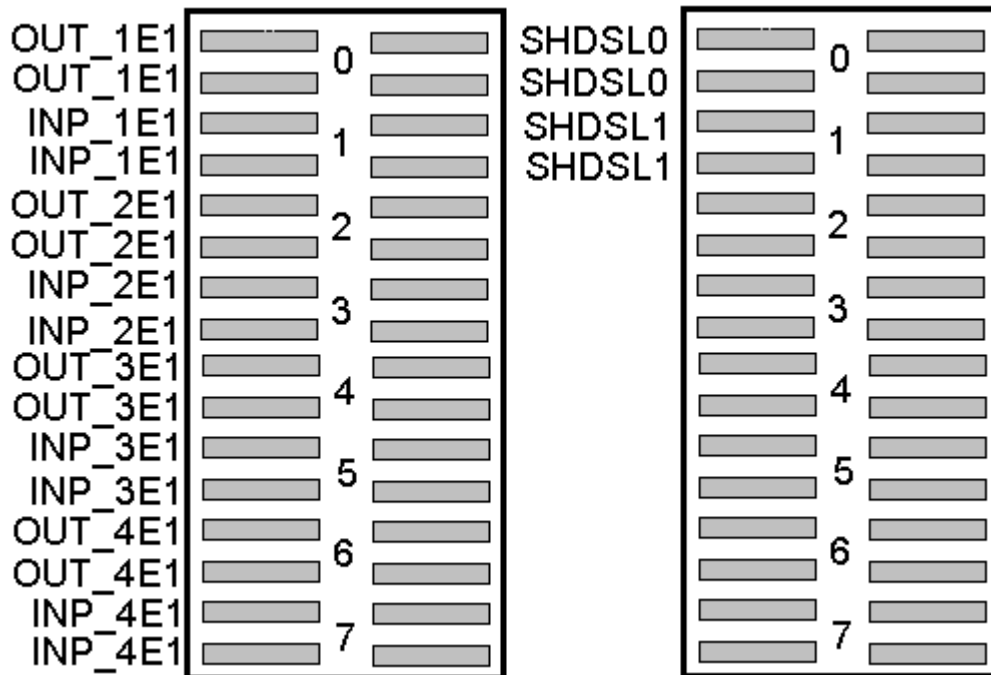 OUT_1E1
OUT_1E1
INP_1E1
INP_1E1
OUT_2E1
OUT_2E1
INP_2E1
INP_2E1
OUT_3E1
OUT_3E1
INP_3E1
INP_3E1
OUT_4E1
OUT_4E1
INP_4E1
INP_4E1
0
1
2
3
4
5
6
7
SHDSL0
SHDSL0
SHDSL1
SHDSL1
0
1
2
3
4
5
6
7